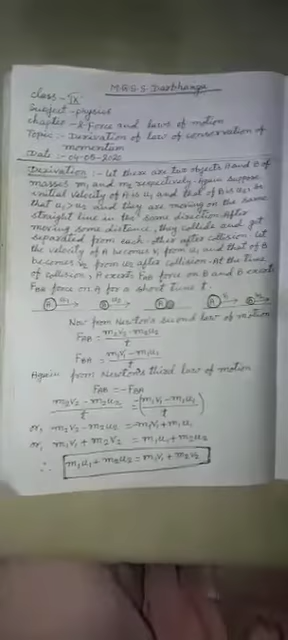 M.R.S.S. Darbhanga
Class - IX
Subject - physics
chapter - 2 Force and laws of motion
Topic :- Derivation of law of conservation of
momentum
Date :- 04-05-2020
Derivation :- Let there are two objects A and B of
masses m₁ and m₂ respectively. Again suppose
initial velocity of A is u₁ and that of B is u₂; be
that u₁ > u₂ and they are moving on the same
straight line in the same direction. After
moving some distance, they collide and get
separated from each other after collision. Let
the velocity of A becomes v₁ from u₁ and that of B
becomes v₂ from u₂ after collision. At the time
of collision, A exerts FAB force on B and B exerts
FBA force on A for a short time t.
A u₁ B u₂ A B A v₁ B v₂
Now from Newton's second law of motion
FAB = m₂v₂ - m₂u₂ / t
FBA = m₁v₁ - m₁u₁ / t
Again from Newton's third law of motion
FAB = - FBA
m₂v₂ - m₂u₂ / t = -(m₁v₁ - m₁u₁ / t)
or, m₂v₂ - m₂u₂ = -m₁v₁ + m₁u₁
or, m₁v₁ + m₂v₂ = m₁u₁ + m₂u₂
∴ m₁u₁ + m₂u₂ = m₁v₁ + m₂v₂